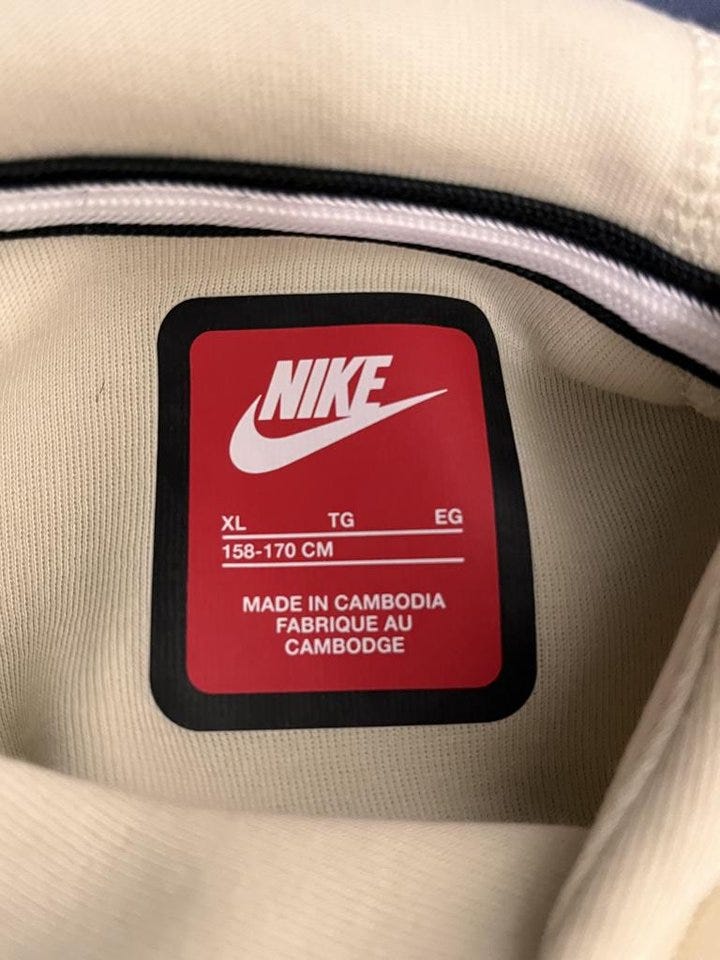 NIKE
XL TG EG
158-170 CM
MADE IN CAMBODIA
FABRIQUE AU
CAMBODGE